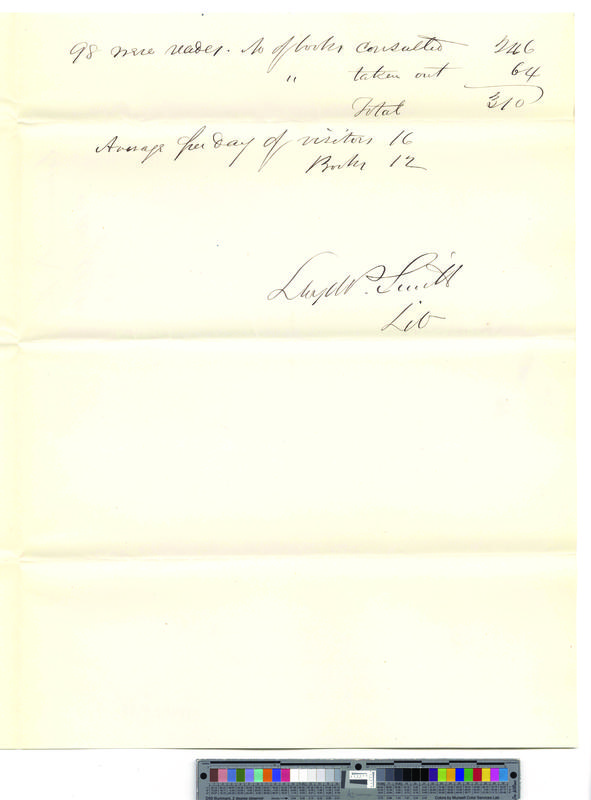 98 were reader. No of books consulted 246
" taken out 64
Total 310
Average per day of visitors 16
Books 12
Lloyd P. Smith
Lib